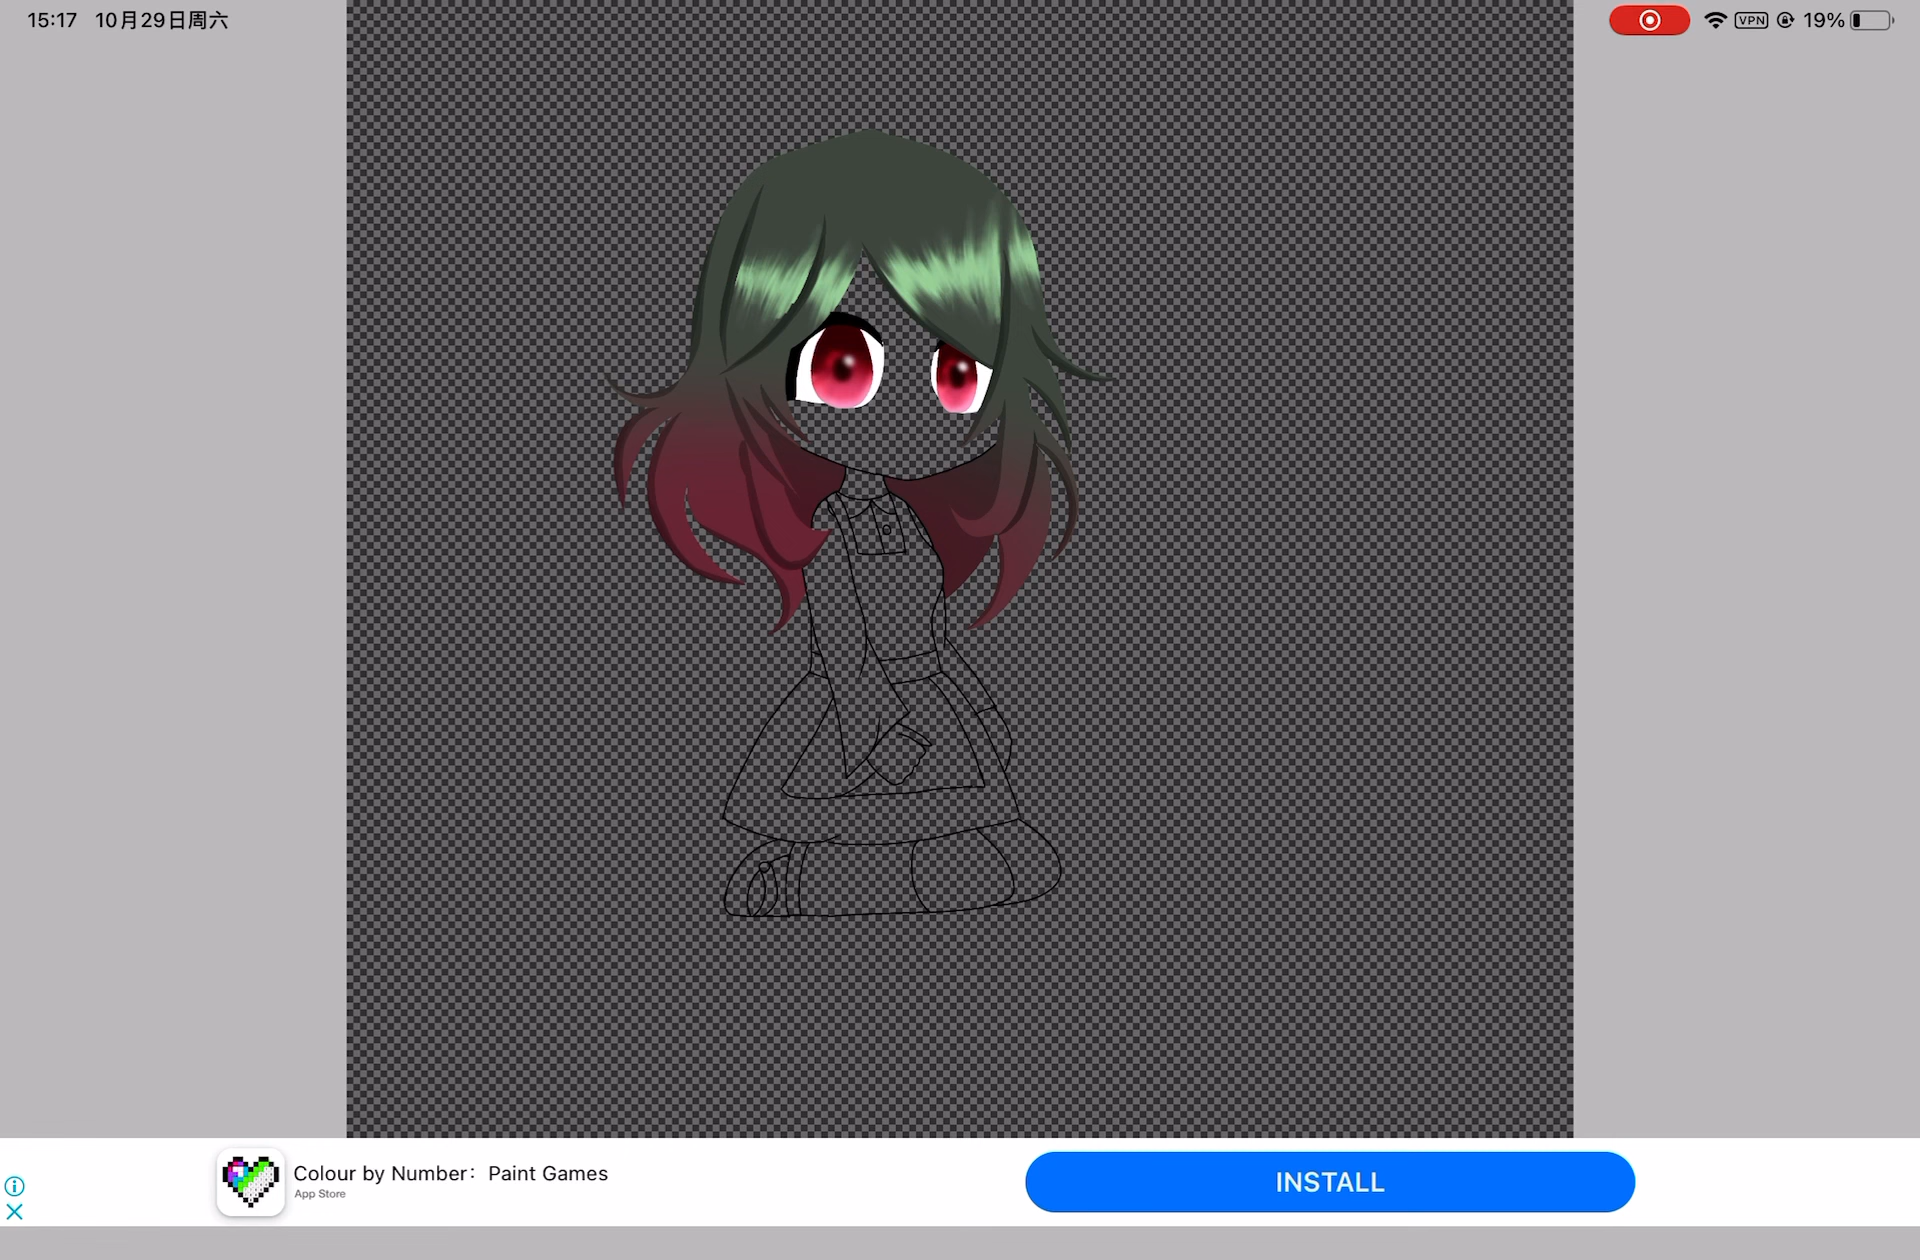 15:17 10月29日周六
VPN 19%
Colour by Number: Paint Games
App Store
INSTALL